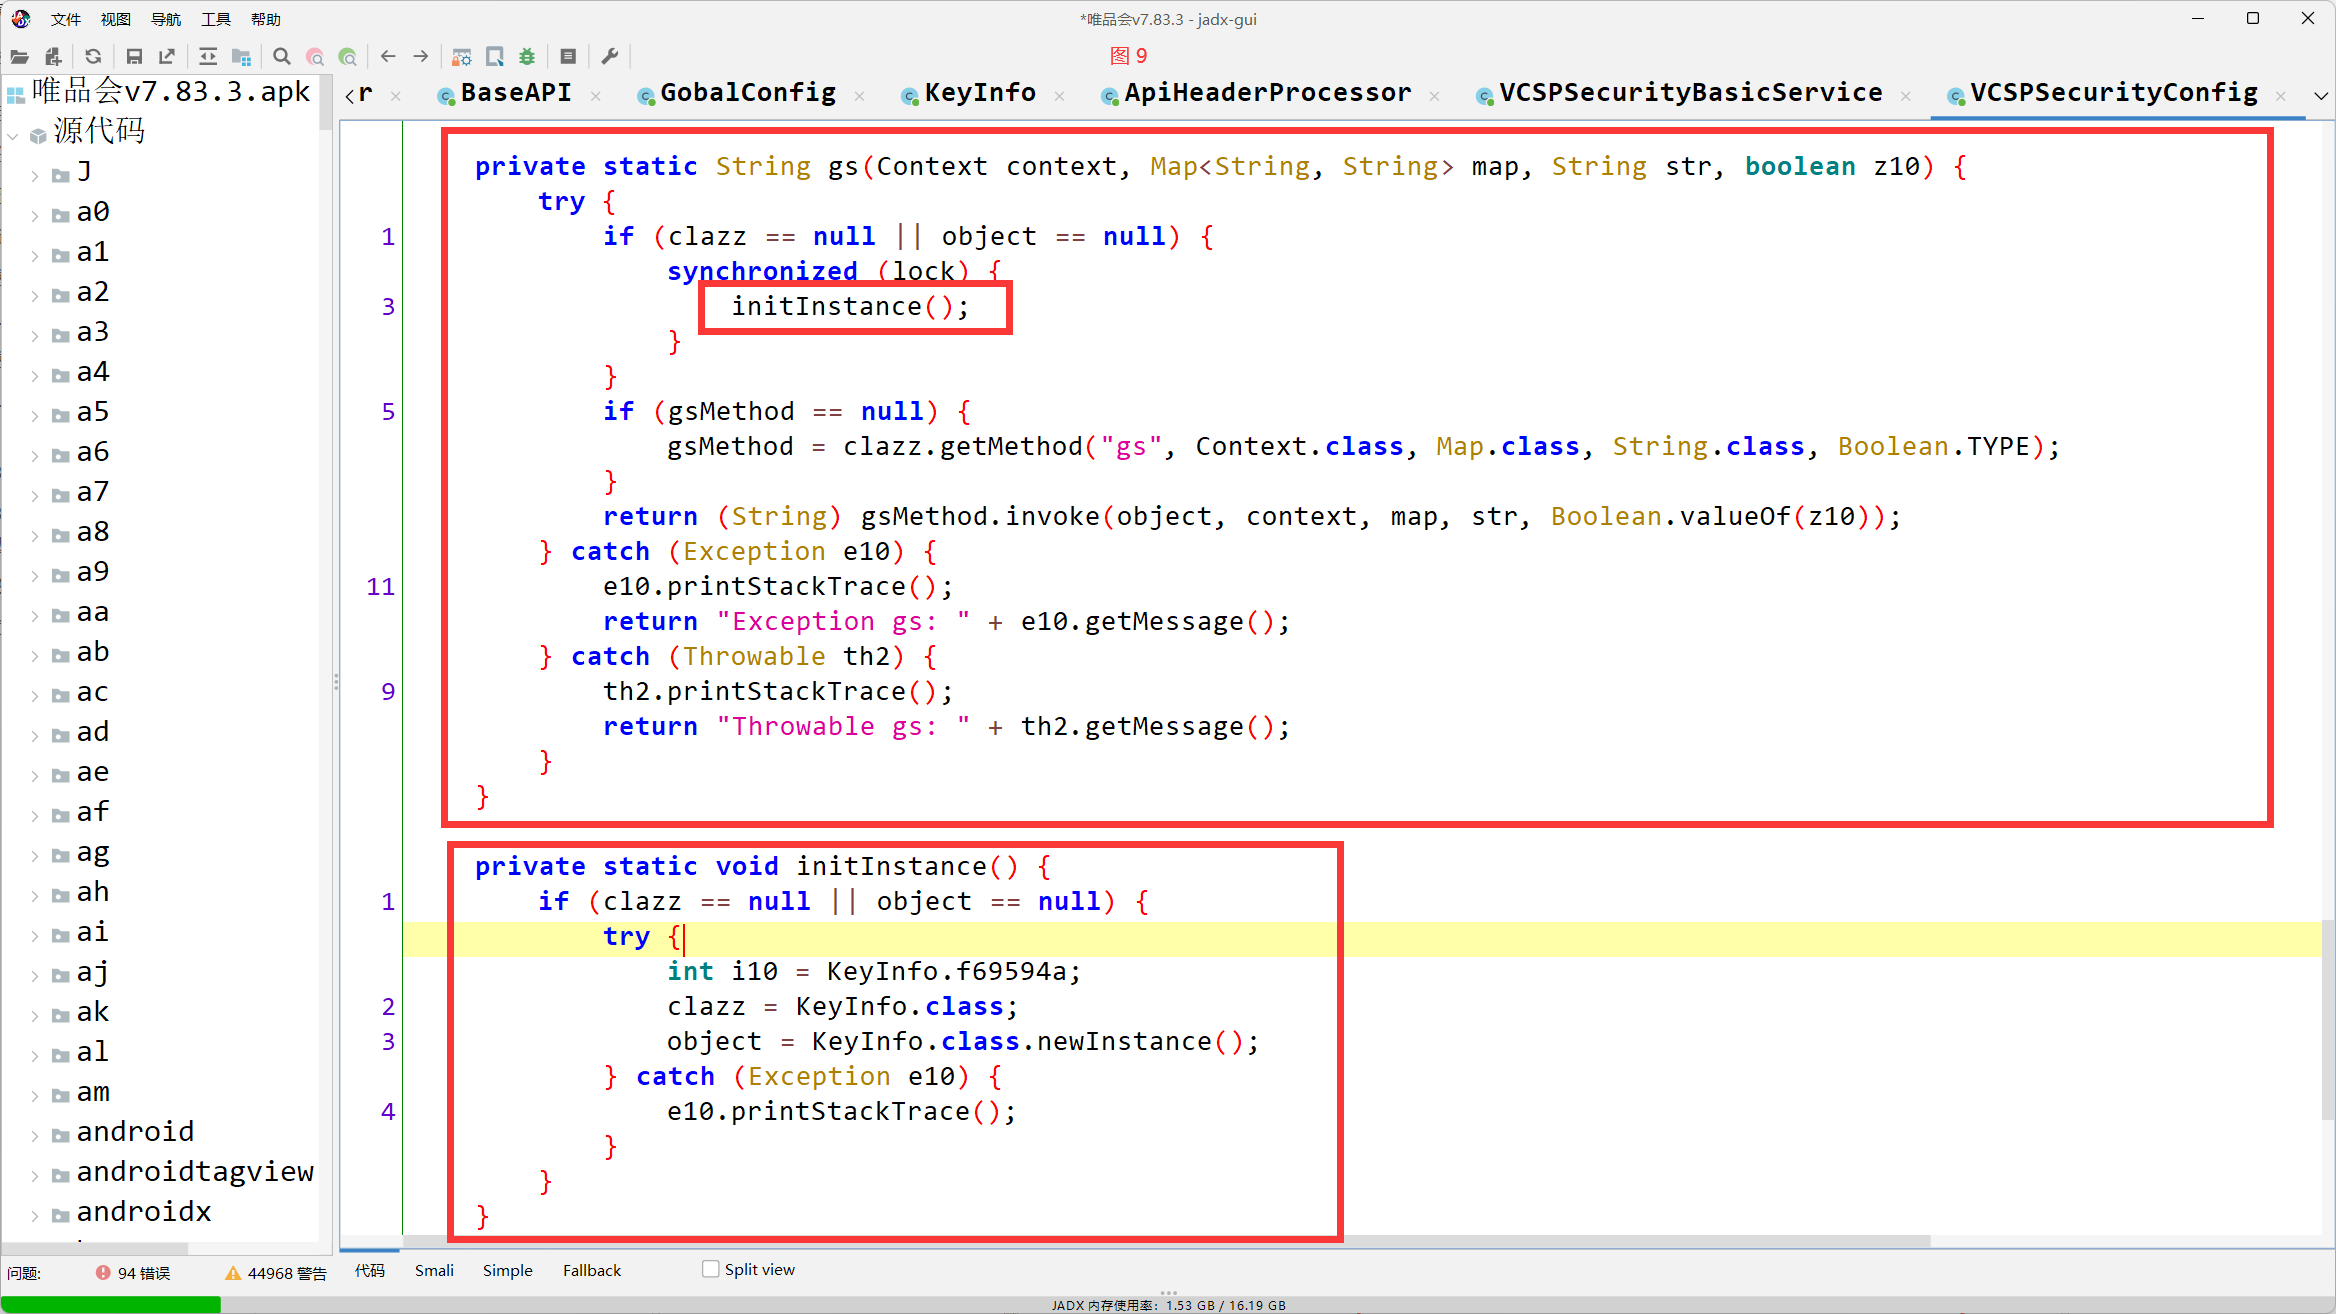 *唯品会v7.83.3 - jadx-gui
文件 视图 导航 工具 帮助
图 9
唯品会v7.83.3.apk
源代码
J
a0
a1
a2
a3
a4
a5
a6
a7
a8
a9
aa
ab
ac
ad
ae
af
ag
ah
ai
aj
ak
al
am
android
androidtagview
androidx
r BaseAPI GobalConfig KeyInfo ApiHeaderProcessor VCSPSecurityBasicService VCSPSecurityConfig
private static String gs(Context context, Map<String, String> map, String str, boolean z10) {
try {
1 if (clazz == null || object == null) {
synchronized (lock) {
3 initInstance();
}
}
5 if (gsMethod == null) {
gsMethod = clazz.getMethod("gs", Context.class, Map.class, String.class, Boolean.TYPE);
}
return (String) gsMethod.invoke(object, context, map, str, Boolean.valueOf(z10));
} catch (Exception e10) {
11 e10.printStackTrace();
return "Exception gs: " + e10.getMessage();
} catch (Throwable th2) {
9 th2.printStackTrace();
return "Throwable gs: " + th2.getMessage();
}
}
private static void initInstance() {
1 if (clazz == null || object == null) {
try {
int i10 = KeyInfo.f69594a;
2 clazz = KeyInfo.class;
3 object = KeyInfo.class.newInstance();
} catch (Exception e10) {
4 e10.printStackTrace();
}
}
}
问题: 94 错误 44968 警告 代码 Smali Simple Fallback Split view
JADX 内存使用率: 1.53 GB / 16.19 GB